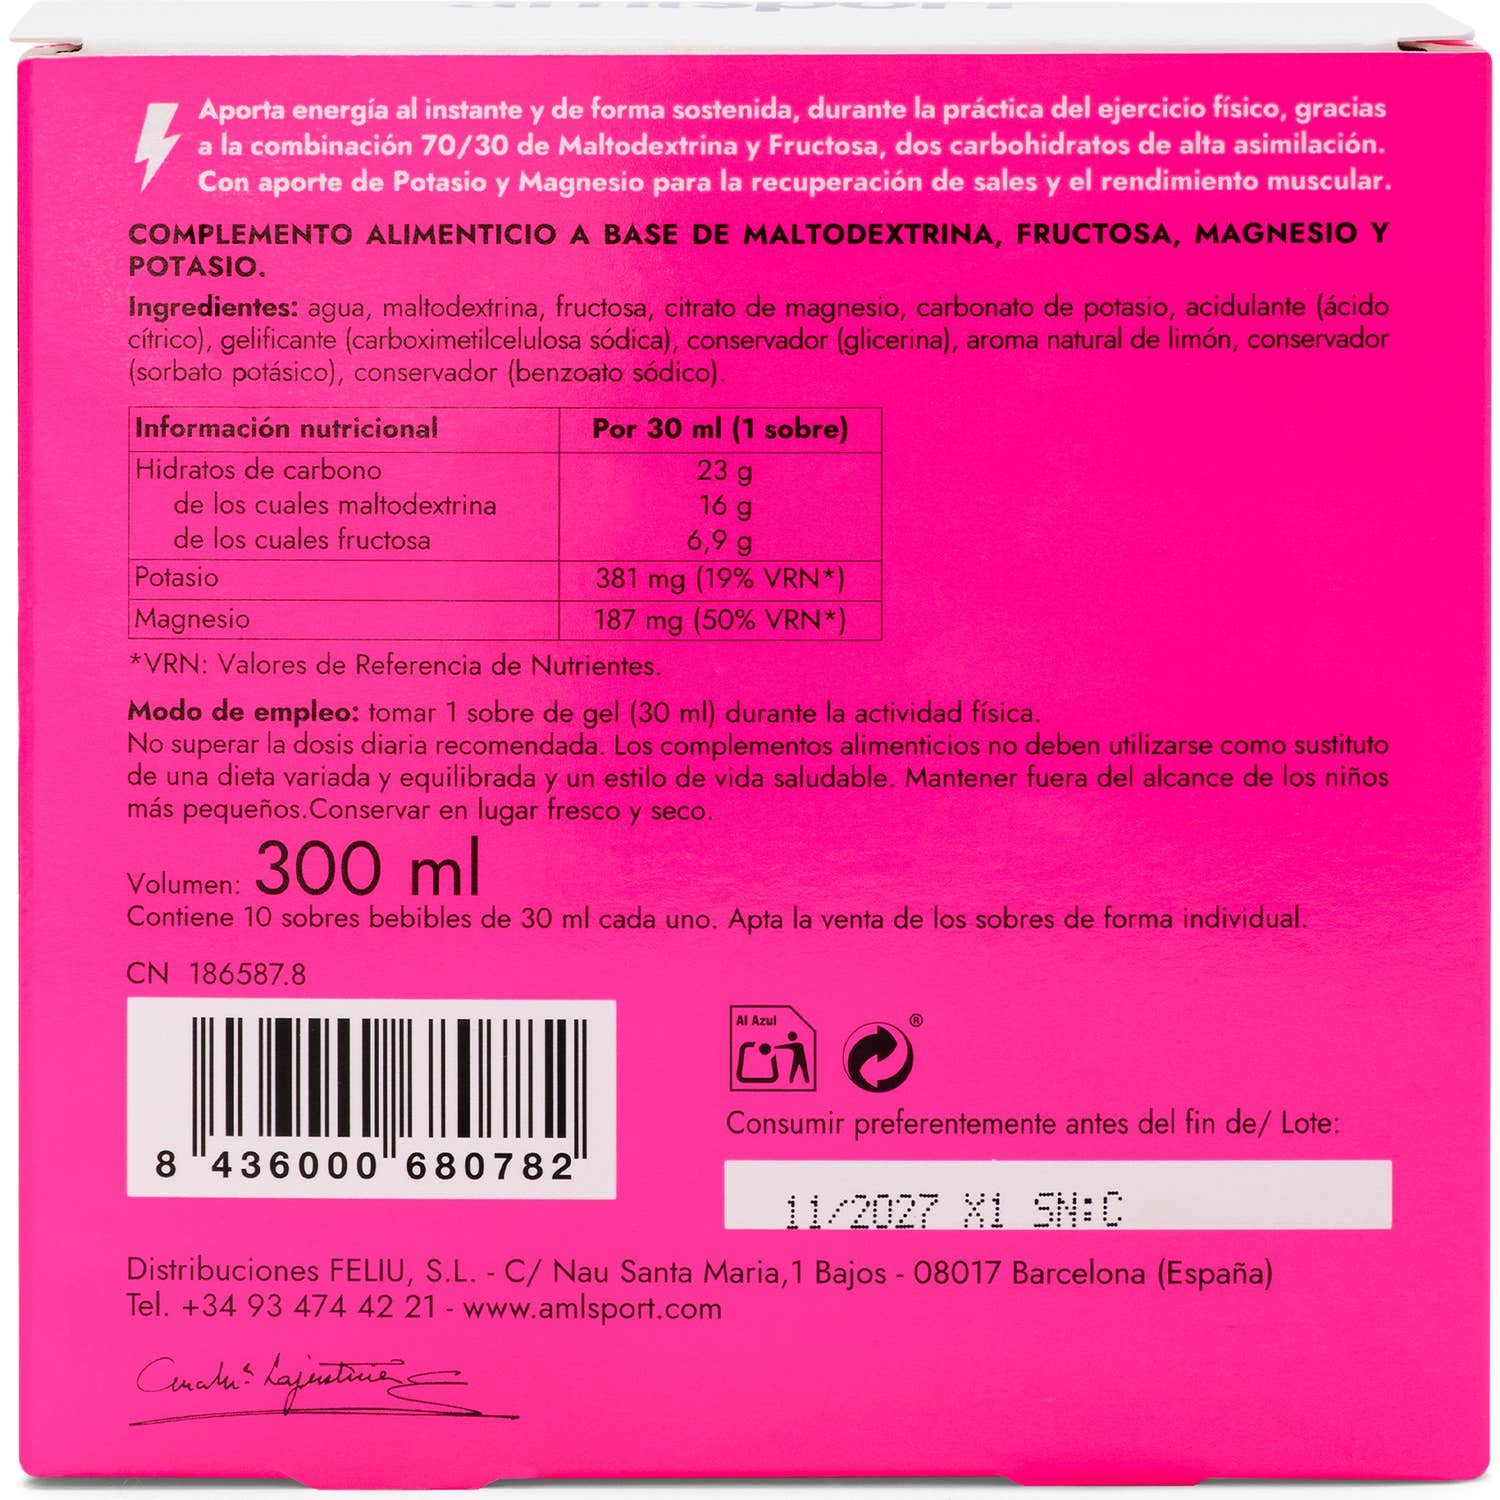 Aporta energía al instante y de forma sostenida, durante la práctica del ejercicio físico, gracias
a la combinación 70/30 de Maltodextrina y Fructosa, dos carbohidratos de alta asimilación.
Con aporte de Potasio y Magnesio para la recuperación de sales y el rendimiento muscular.
COMPLEMENTO ALIMENTICIO A BASE DE MALTODEXTRINA, FRUCTOSA, MAGNESIO Y
POTASIO.
Ingredientes: agua, maltodextrina, fructosa, citrato de magnesio, carbonato de potasio, acidulante (ácido
cítrico), gelificante (carboximetilcelulosa sódica), conservador (glicerina), aroma natural de limón, conservador
(sorbato potásico), conservador (benzoato sódico).
Información nutricional Por 30 ml (1 sobre)
Hidratos de carbono 23 g
de los cuales maltodextrina 16 g
de los cuales fructosa 6,9 g
Potasio 381 mg (19% VRN*)
Magnesio 187 mg (50% VRN*)
*VRN: Valores de Referencia de Nutrientes.
Modo de empleo: tomar 1 sobre de gel (30 ml) durante la actividad física.
No superar la dosis diaria recomendada. Los complementos alimenticios no deben utilizarse como sustituto
de una dieta variada y equilibrada y un estilo de vida saludable. Mantener fuera del alcance de los niños
más pequeños.Conservar en lugar fresco y seco.
Volumen: 300 ml
Contiene 10 sobres bebibles de 30 ml cada uno. Apta la venta de los sobres de forma individual.
CN 186587.8
8 436000 680782
Al Azul
®
Consumir preferentemente antes del fin de/ Lote:
11/2027 X1 SN:C
Distribuciones FELIU, S.L. - C/ Nau Santa Maria,1 Bajos - 08017 Barcelona (España)
Tel. +34 93 474 42 21 - www.amlsport.com